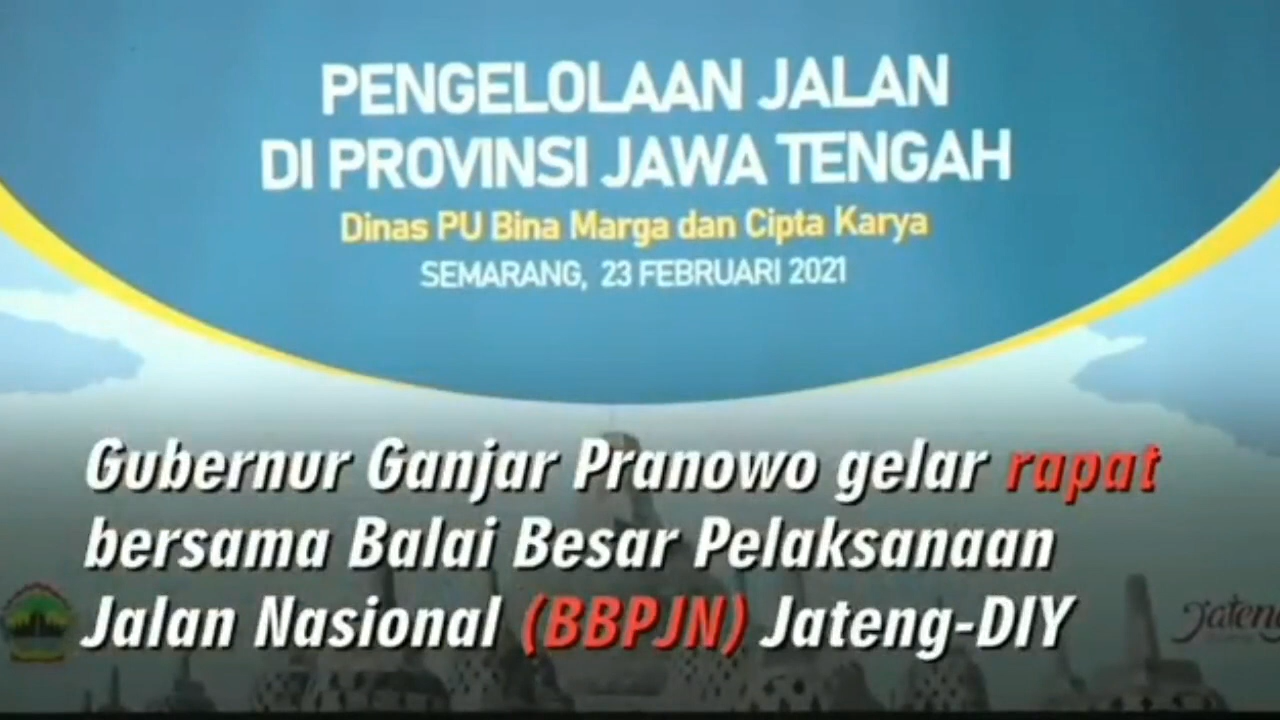 PENGELOLAAN JALAN
DI PROVINSI JAWA TENGAH
Dinas PU Bina Marga dan Cipta Karya
SEMARANG, 23 FEBRUARI 2021
Gubernur Ganjar Pranowo gelar rapat
bersama Balai Besar Pelaksanaan
Jalan Nasional (BBPJN) Jateng-DIY
Jateng